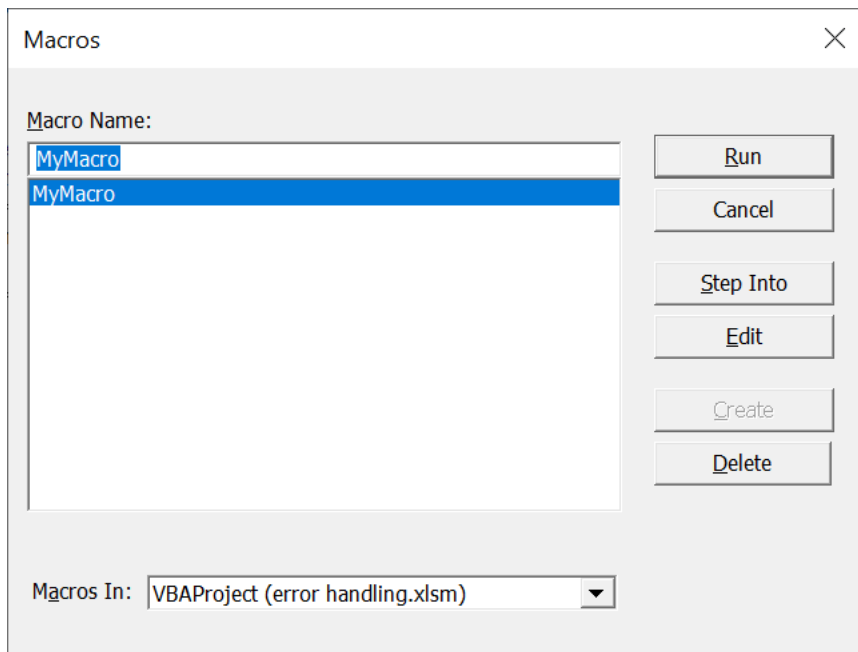 Macros
Macro Name:
MyMacro
MyMacro
Run
Cancel
Step Into
Edit
Create
Delete
Macros In: VBAProject (error handling.xlsm)